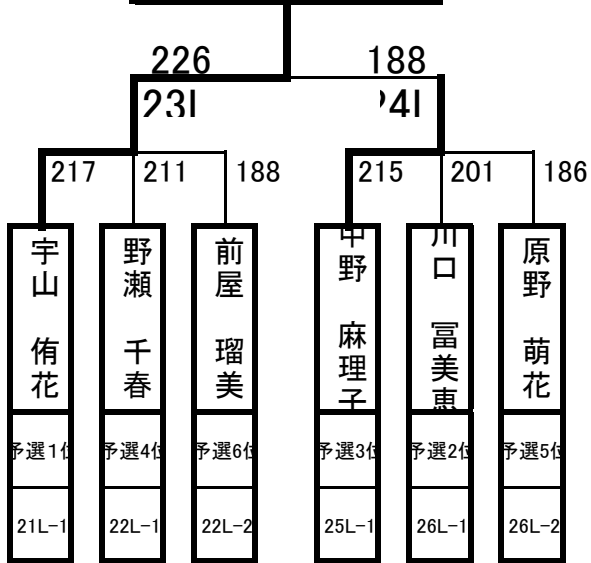 226 188
23L 24L
217 211 188 215 201 186
宇山 侑花
野瀬 千春
前屋 瑠美
中野 麻理子
川口 冨美恵
原野 萌花
予選1位 予選4位 予選6位 予選3位 予選2位 予選5位
21L-1 22L-1 22L-2 25L-1 26L-1 26L-2